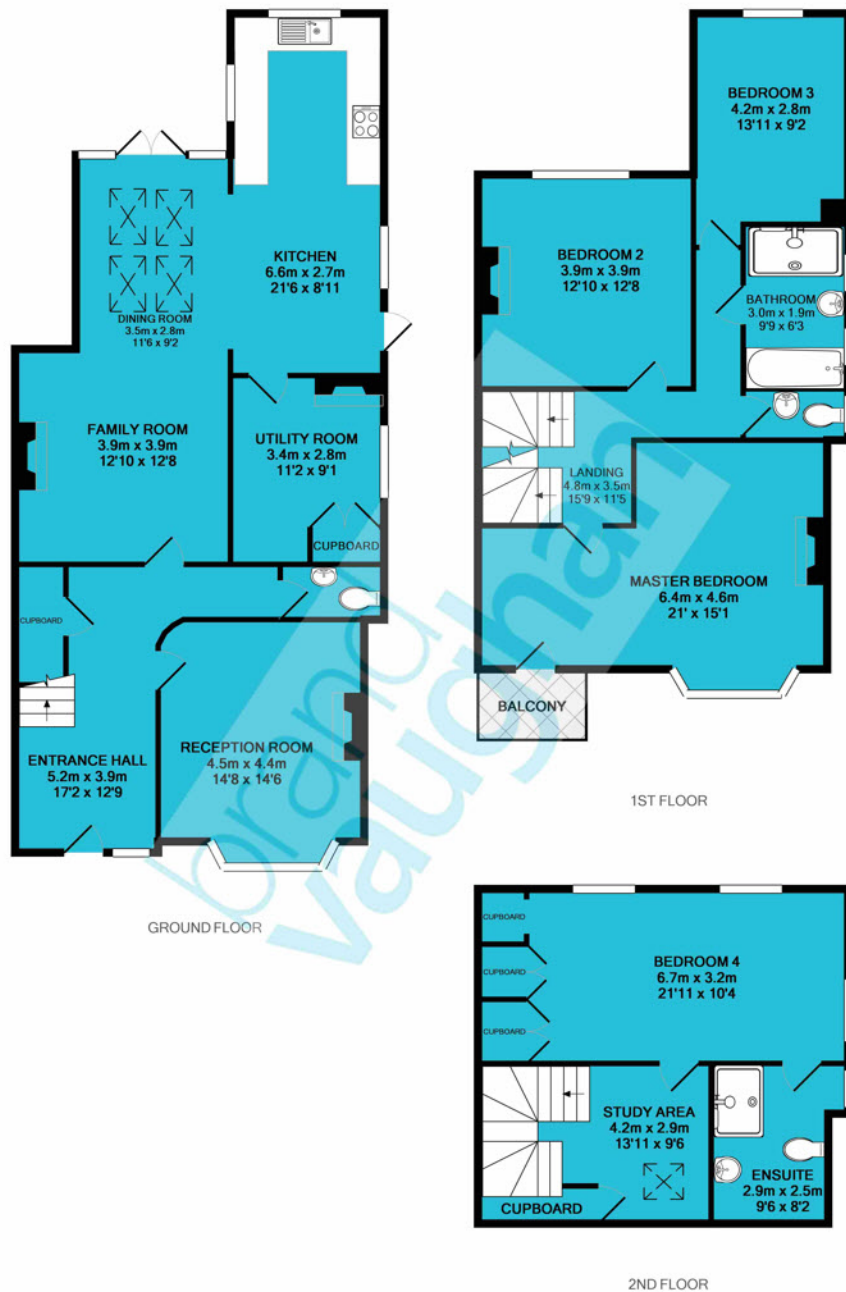 KITCHEN
6.6m x 2.7m
21'6 x 8'11
DINING ROOM
3.5m x 2.8m
11'6 x 9'2
FAMILY ROOM
3.9m x 3.9m
12'10 x 12'8
UTILITY ROOM
3.4m x 2.8m
11'2 x 9'1
CUPBOARD
CUPBOARD
ENTRANCE HALL
5.2m x 3.9m
17'2 x 12'9
RECEPTION ROOM
4.5m x 4.4m
14'8 x 14'6
GROUND FLOOR
BEDROOM 3
4.2m x 2.8m
13'11 x 9'2
BEDROOM 2
3.9m x 3.9m
12'10 x 12'8
BATHROOM
3.0m x 1.9m
9'9 x 6'3
LANDING
4.8m x 3.5m
15'9 x 11'5
MASTER BEDROOM
6.4m x 4.6m
21' x 15'1
BALCONY
1ST FLOOR
CUPBOARD
CUPBOARD
CUPBOARD
BEDROOM 4
6.7m x 3.2m
21'11 x 10'4
STUDY AREA
4.2m x 2.9m
13'11 x 9'6
CUPBOARD
ENSUITE
2.9m x 2.5m
9'6 x 8'2
2ND FLOOR
brand
vaughan